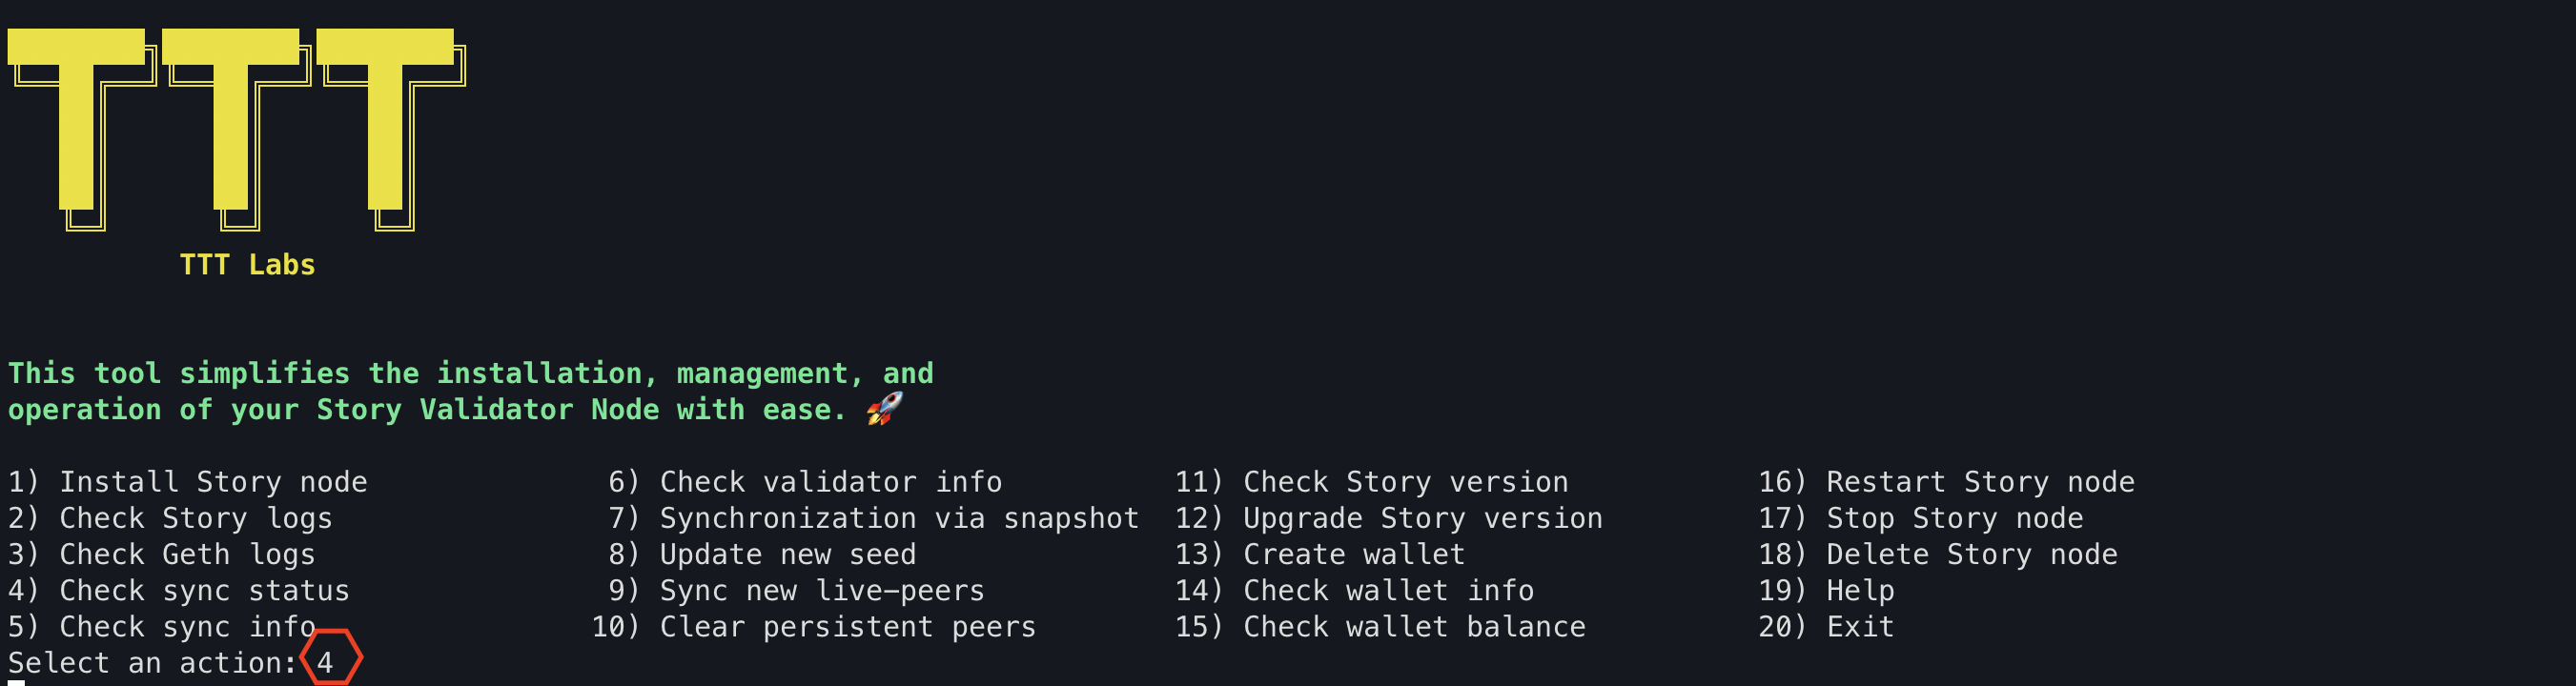 TTT
TTT Labs
This tool simplifies the installation, management, and
operation of your Story Validator Node with ease. 🚀
1) Install Story node 6) Check validator info 11) Check Story version 16) Restart Story node
2) Check Story logs 7) Synchronization via snapshot 12) Upgrade Story version 17) Stop Story node
3) Check Geth logs 8) Update new seed 13) Create wallet 18) Delete Story node
4) Check sync status 9) Sync new live-peers 14) Check wallet info 19) Help
5) Check sync info 10) Clear persistent peers 15) Check wallet balance 20) Exit
Select an action: 4